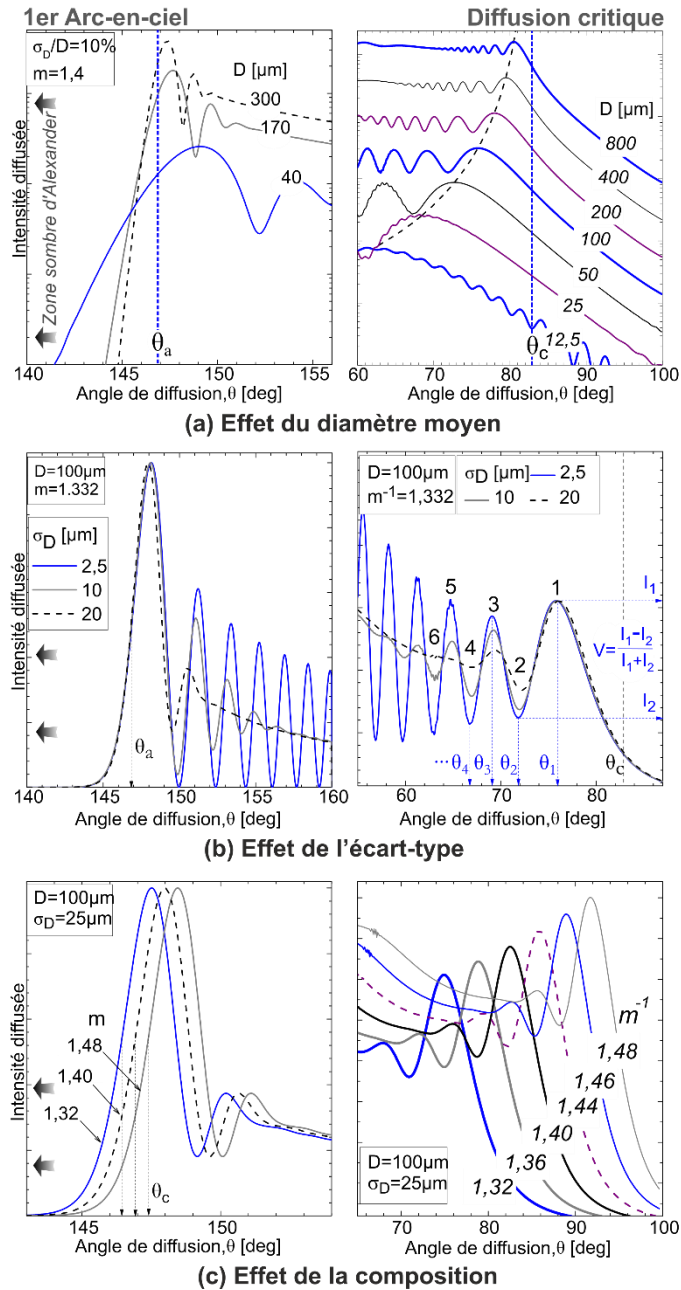 1er Arc-en-ciel
Diffusion critique
σD/D=10%
m=1,4
D [µm]
300
170
40
Zone sombre d'Alexander
Intensité diffusée
θa
140 145 150 155
Angle de diffusion,θ [deg]
D [µm]
800
400
200
100
50
25
12,5
θc
60 70 80 90 100
Angle de diffusion,θ [deg]
(a) Effet du diamètre moyen
D=100µm
m=1.332
σD [µm]
2,5
10
20
Intensité diffusée
θa
140 145 150 155 160
Angle de diffusion,θ [deg]
D=100µm
m-1=1,332
σD [µm]
2,5
10
20
1
2
3
4
5
6
I1
V=I1-I2/I1+I2
I2
···θ4 θ3 θ2 θ1
θc
55 60 65 70 75 80 85
Angle de diffusion,θ [deg]
(b) Effet de l'écart-type
D=100µm
σD=25µm
Intensité diffusée
m
1,48
1,40
1,32
θc
145 150
Angle de diffusion,θ [deg]
m-1
1,48
1,46
1,44
1,40
1,36
1,32
D=100µm
σD=25µm
65 70 80 90 100
Angle de diffusion,θ [deg]
(c) Effet de la composition